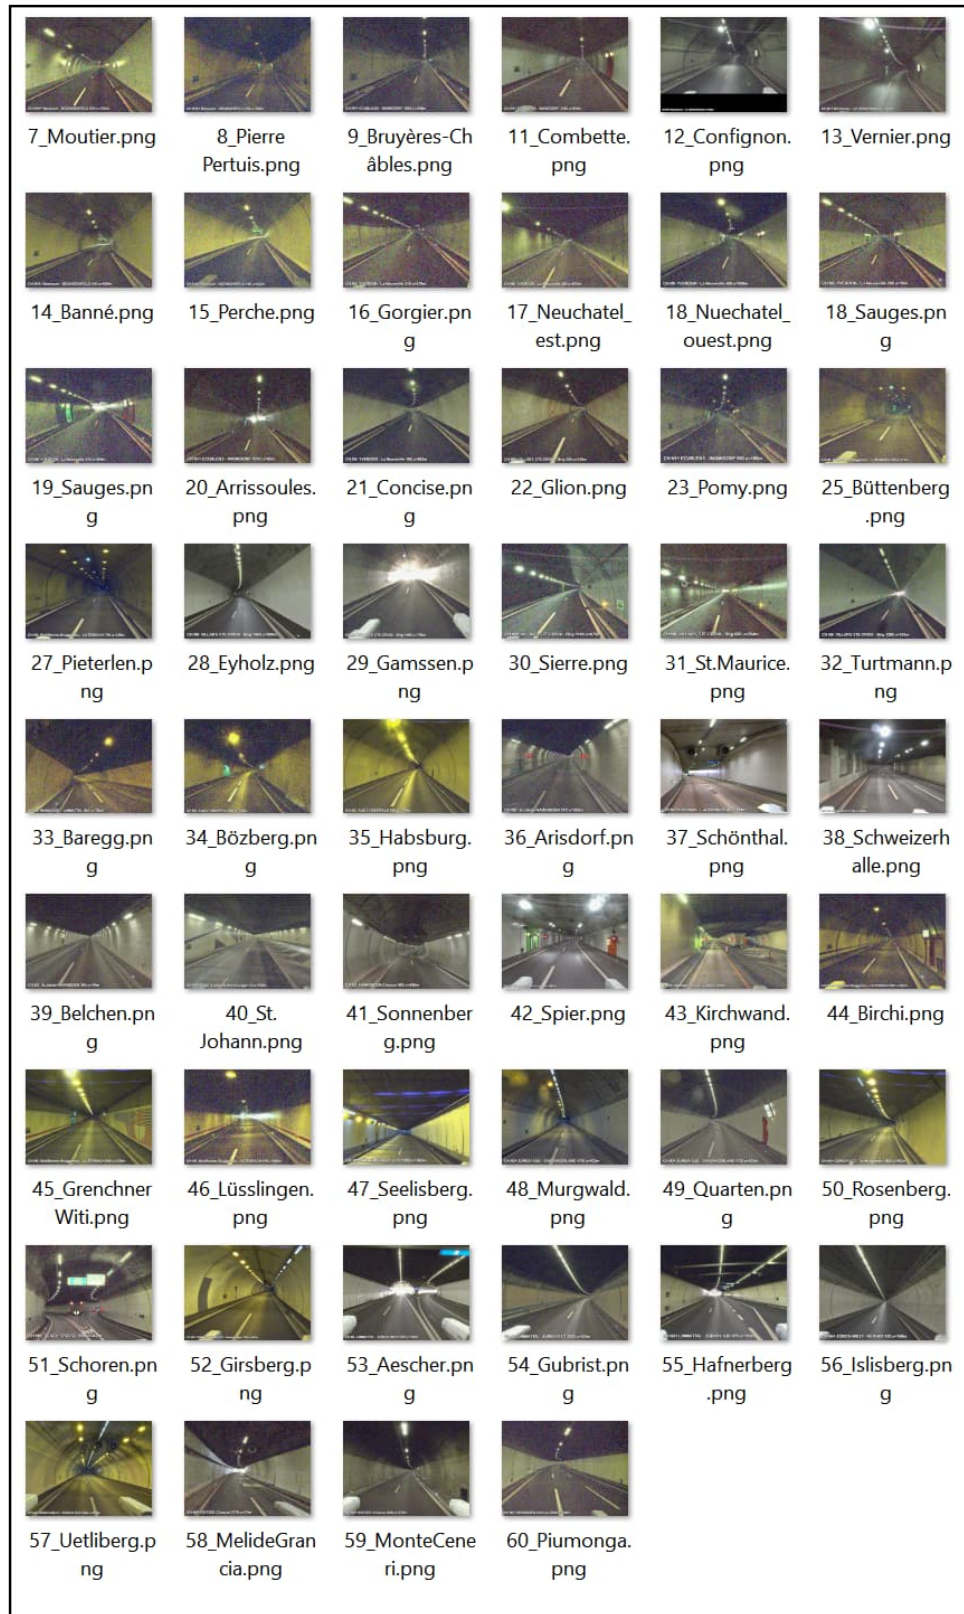 7_Moutier.png
8_Pierre
Pertuis.png
9_Bruyères-Ch
âbles.png
11_Combette.
png
12_Confignon.
png
13_Vernier.png
14_Banné.png
15_Perche.png
16_Gorgier.pn
g
17_Neuchatel_
est.png
18_Nuechatel_
ouest.png
18_Sauges.pn
g
19_Sauges.pn
g
20_Arrissoules.
png
21_Concise.pn
g
22_Glion.png
23_Pomy.png
25_Büttenberg
.png
27_Pieterlen.p
ng
28_Eyholz.png
29_Gamssen.p
ng
30_Sierre.png
31_St.Maurice.
png
32_Turtmann.p
ng
33_Baregg.pn
g
34_Bözberg.pn
g
35_Habsburg.
png
36_Arisdorf.pn
g
37_Schönthal.
png
38_Schweizerh
alle.png
39_Belchen.pn
g
40_St.
Johann.png
41_Sonnenber
g.png
42_Spier.png
43_Kirchwand.
png
44_Birchi.png
45_Grenchner
Witi.png
46_Lüsslingen.
png
47_Seelisberg.
png
48_Murgwald.
png
49_Quarten.pn
g
50_Rosenberg.
png
51_Schoren.pn
g
52_Girsberg.p
ng
53_Aescher.pn
g
54_Gubrist.pn
g
55_Hafnerberg
.png
56_Islisberg.pn
g
57_Uetliberg.p
ng
58_MelideGran
cia.png
59_MonteCene
ri.png
60_Piumonga.
png